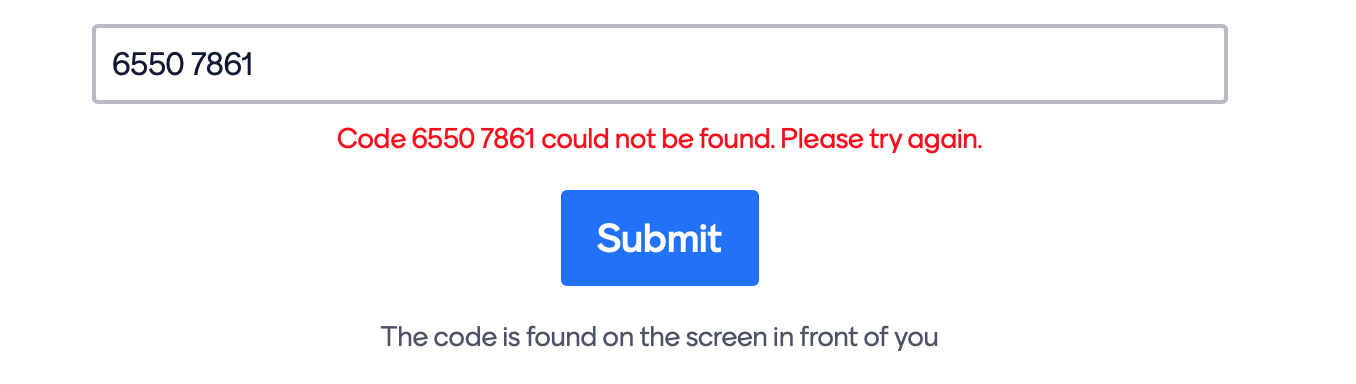 6550 7861
Code 6550 7861 could not be found. Please try again.
Submit
The code is found on the screen in front of you